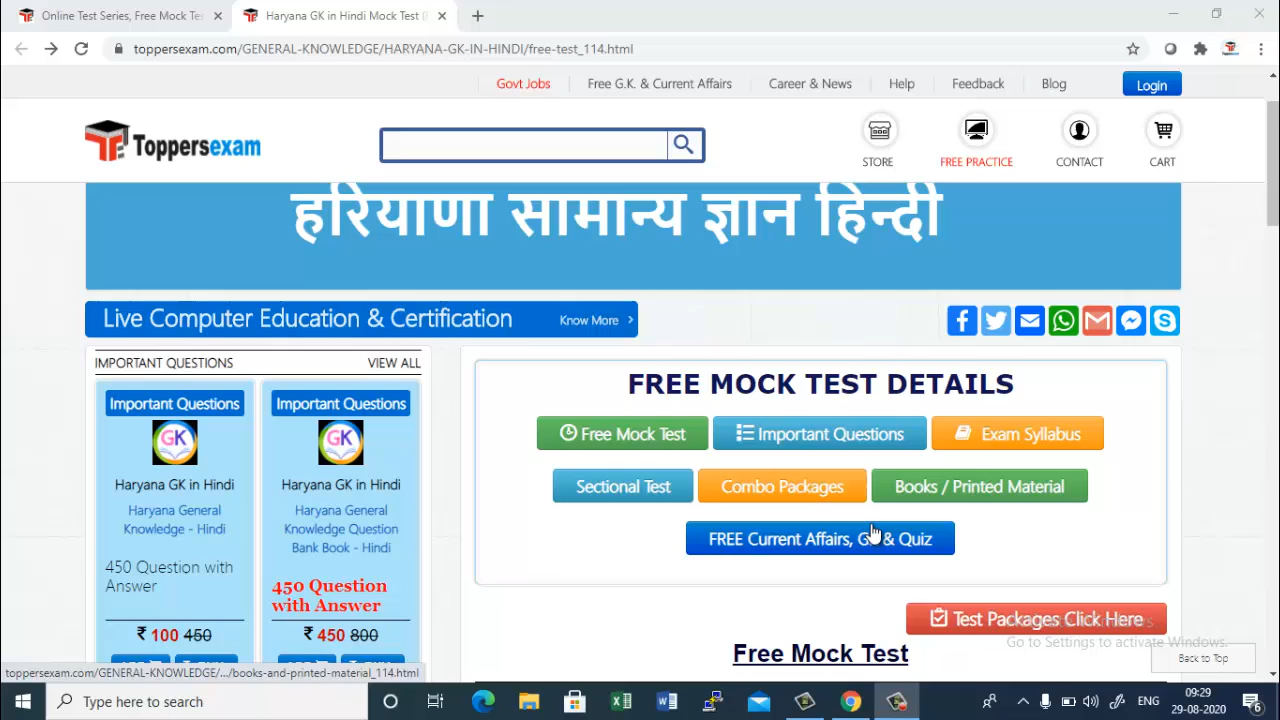 Online Test Series, Free Mock Tes
Haryana GK in Hindi Mock Test (
toppersexam.com/GENERAL-KNOWLEDGE/HARYANA-GK-IN-HINDI/free-test_114.html
Govt Jobs
Free G.K. & Current Affairs
Career & News
Help
Feedback
Blog
Login
Toppersexam
STORE
FREE PRACTICE
CONTACT
CART
हरियाणा सामान्य ज्ञान हिन्दी
Live Computer Education & Certification
Know More
IMPORTANT QUESTIONS
VIEW ALL
Important Questions
GK
Haryana GK in Hindi
Haryana General
Knowledge - Hindi
450 Question with
Answer
₹ 100 450
Important Questions
GK
Haryana GK in Hindi
Haryana General
Knowledge Question
Bank Book - Hindi
450 Question
with Answer
₹ 450 800
FREE MOCK TEST DETAILS
Free Mock Test
Important Questions
Exam Syllabus
Sectional Test
Combo Packages
Books / Printed Material
FREE Current Affairs, & Quiz
Test Packages Click Here
Go to Settings to activate Windows.
Free Mock Test
Back to Top
toppersexam.com/GENERAL-KNOWLEDGE/.../books-and-printed-material_114.html
Type here to search
ENG
09:29
29-08-2020
6